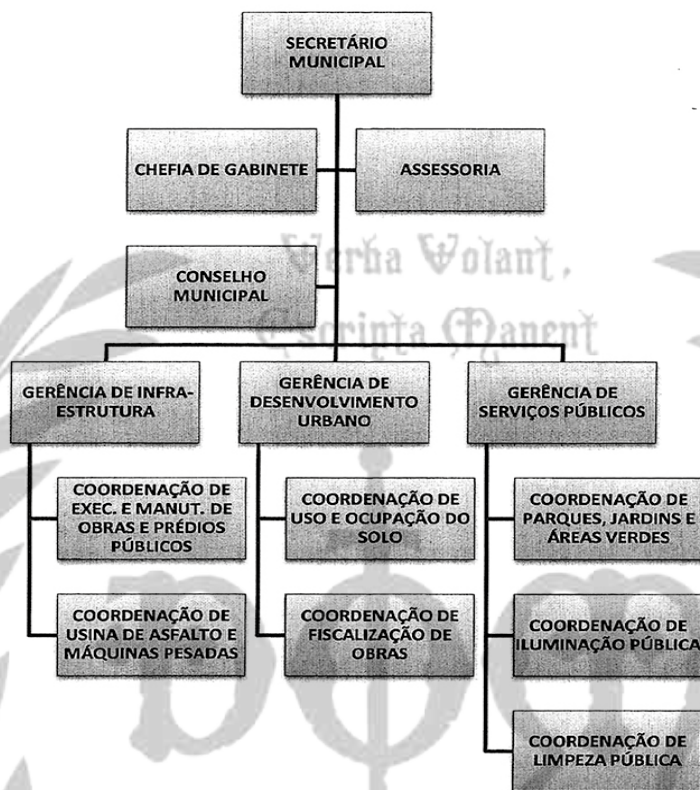 SECRETÁRIO
MUNICIPAL
CHEFIA DE GABINETE
ASSESSORIA
CONSELHO
MUNICIPAL
Verba Volant,
Scripta Manent
GERÊNCIA DE INFRA-
ESTRUTURA
GERÊNCIA DE
DESENVOLVIMENTO
URBANO
GERÊNCIA DE
SERVIÇOS PÚBLICOS
COORDENAÇÃO DE
EXEC. E MANUT. DE
OBRAS E PRÉDIOS
PÚBLICOS
COORDENAÇÃO DE
USO E OCUPAÇÃO DO
SOLO
COORDENAÇÃO DE
PARQUES, JARDINS E
ÁREAS VERDES
COORDENAÇÃO DE
USINA DE ASFALTO E
MÁQUINAS PESADAS
COORDENAÇÃO DE
FISCALIZAÇÃO DE
OBRAS
COORDENAÇÃO DE
ILUMINAÇÃO PÚBLICA
COORDENAÇÃO DE
LIMPEZA PÚBLICA